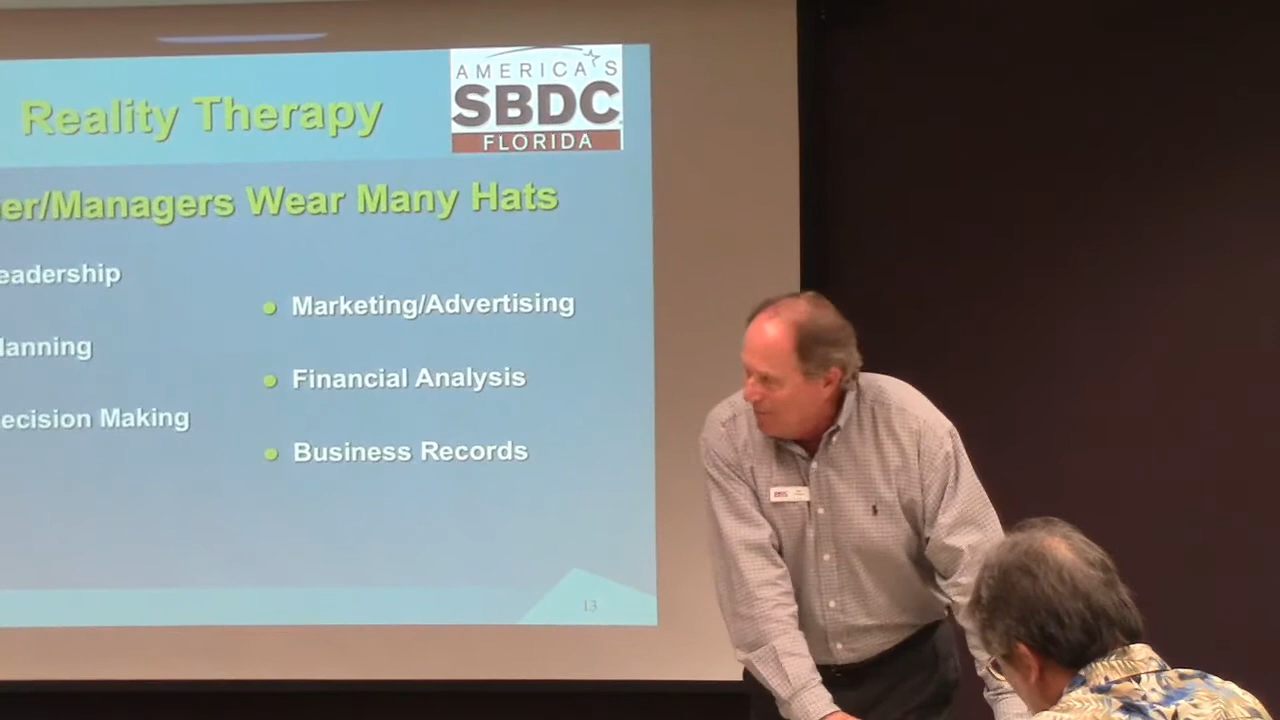 Reality Therapy
AMERICA'S
SBDC
FLORIDA
er/Managers Wear Many Hats
eadership
lanning
ecision Making
Marketing/Advertising
Financial Analysis
Business Records
13